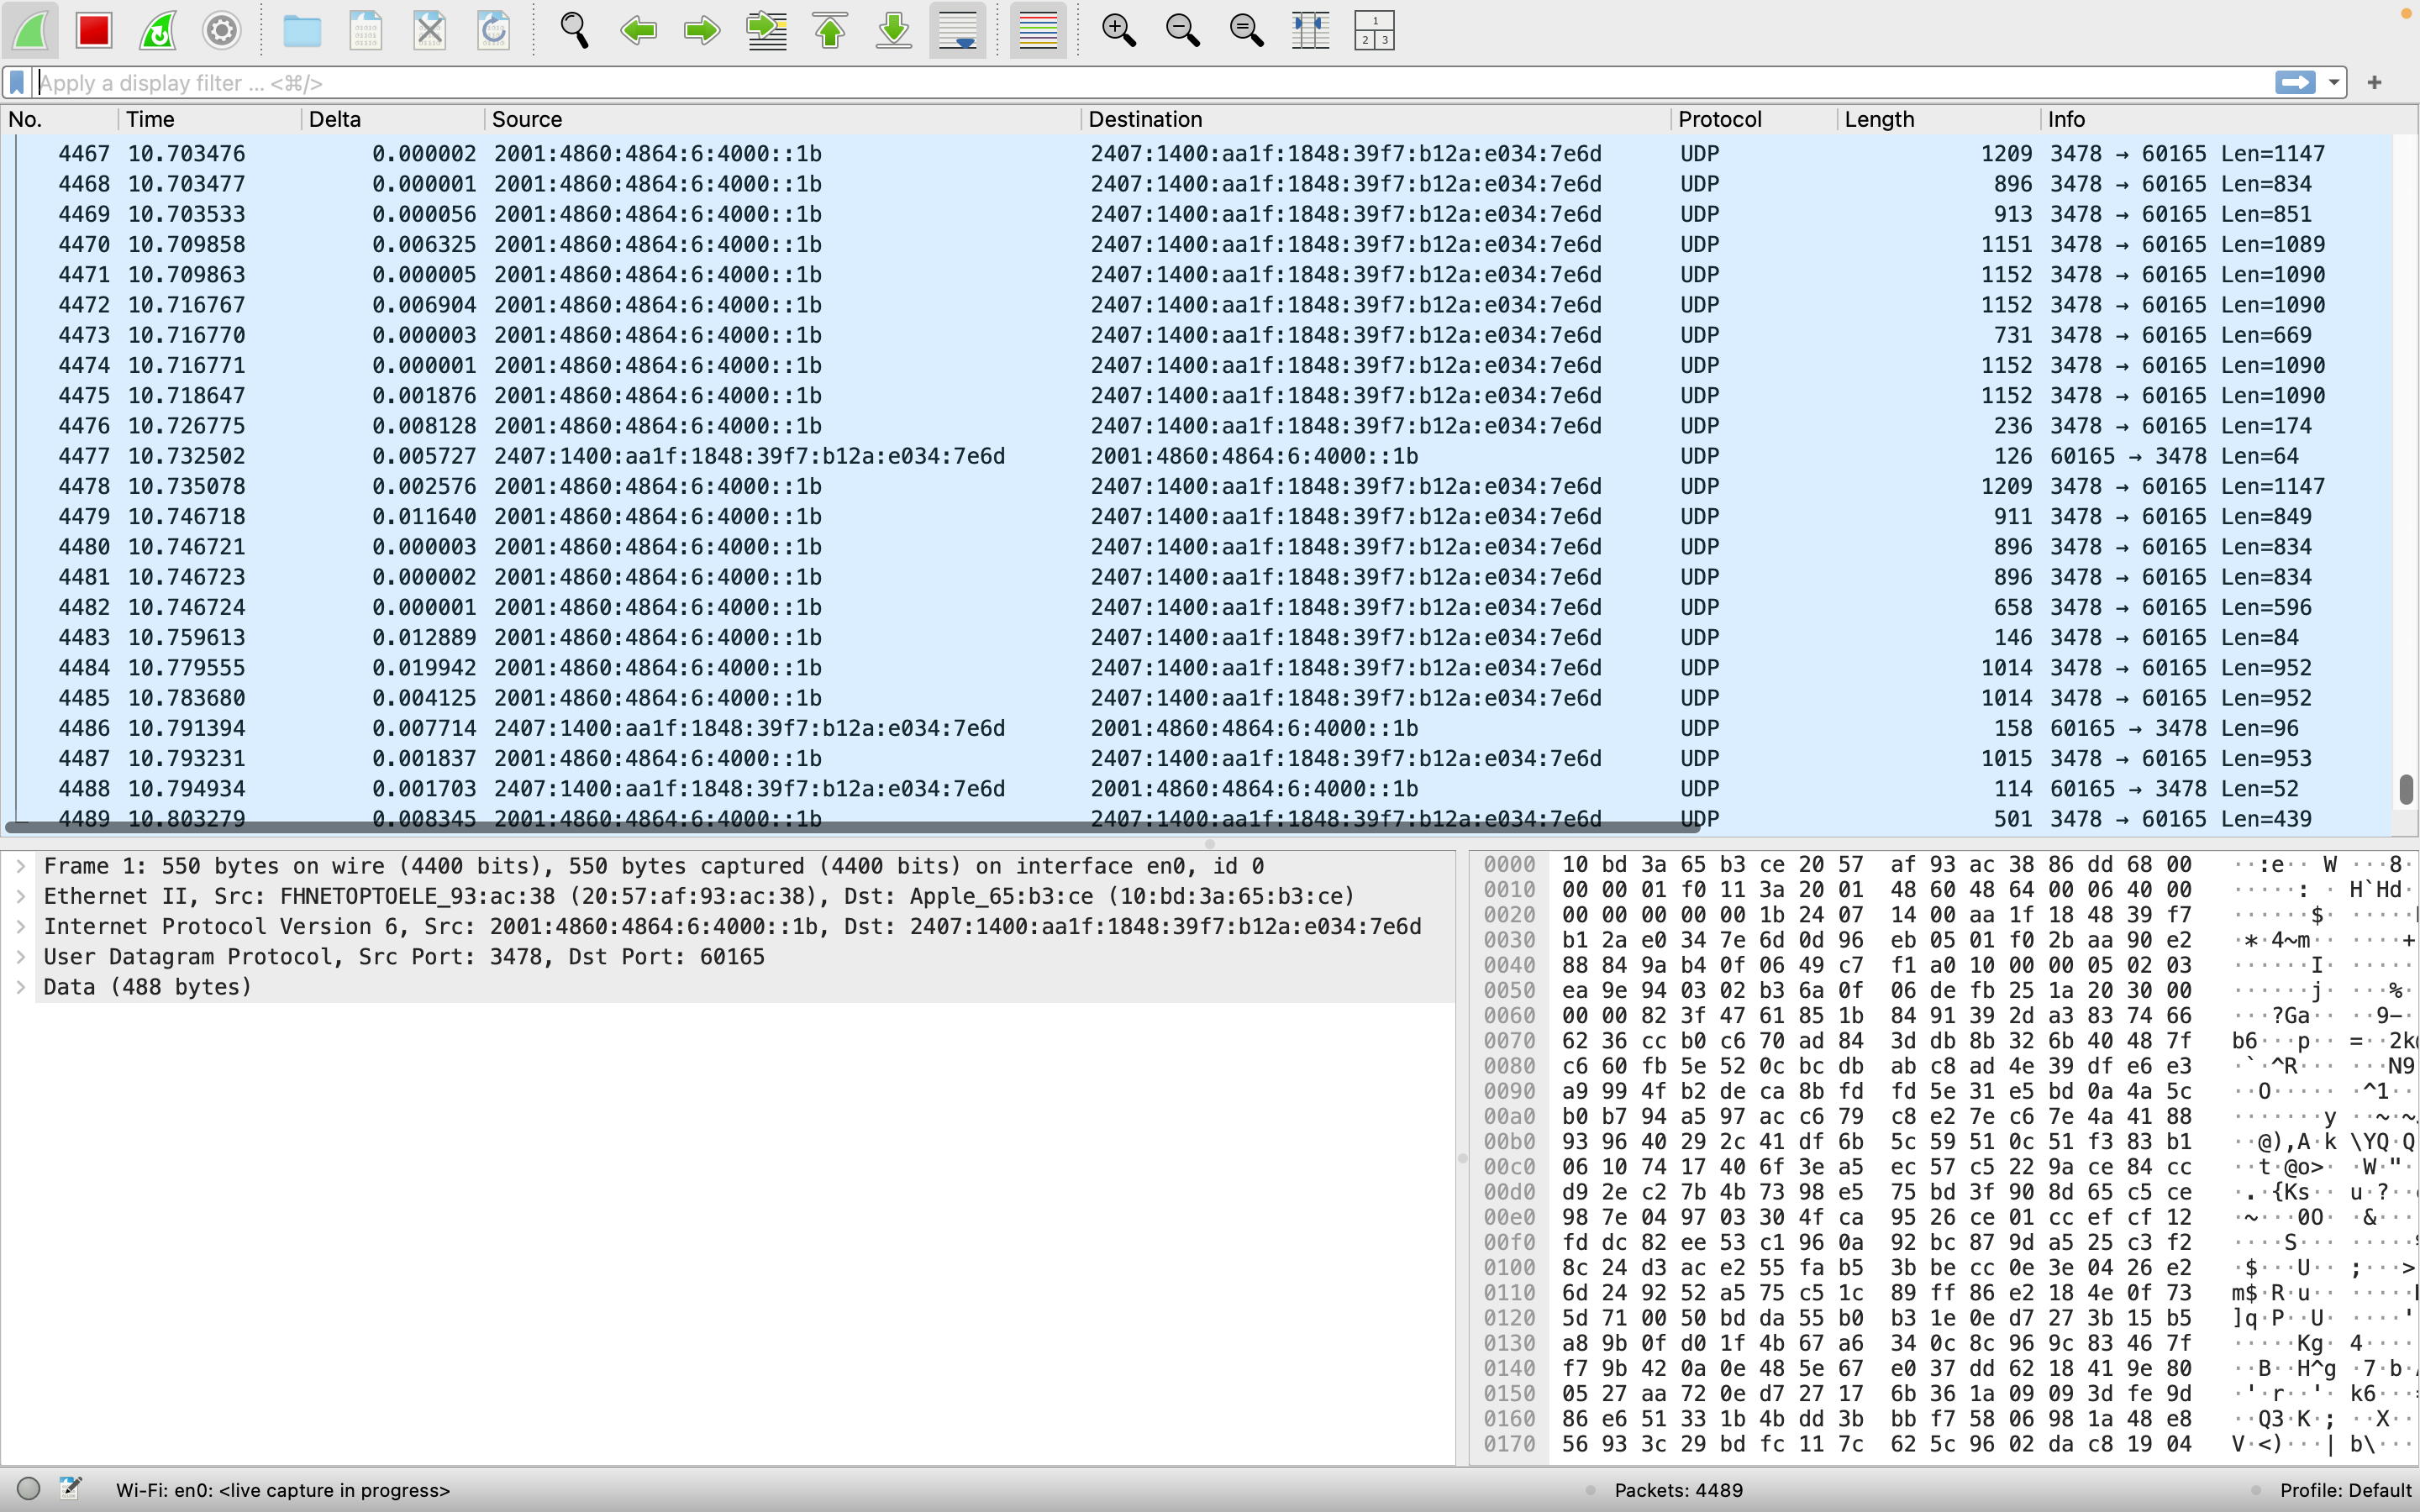 Apply a display filter ... <⌘/>
No. Time Delta Source Destination Protocol Length Info
4467 10.703476 0.000002 2001:4860:4864:6:4000::1b 2407:1400:aa1f:1848:39f7:b12a:e034:7e6d UDP 1209 3478 → 60165 Len=1147
4468 10.703477 0.000001 2001:4860:4864:6:4000::1b 2407:1400:aa1f:1848:39f7:b12a:e034:7e6d UDP 896 3478 → 60165 Len=834
4469 10.703533 0.000056 2001:4860:4864:6:4000::1b 2407:1400:aa1f:1848:39f7:b12a:e034:7e6d UDP 913 3478 → 60165 Len=851
4470 10.709858 0.006325 2001:4860:4864:6:4000::1b 2407:1400:aa1f:1848:39f7:b12a:e034:7e6d UDP 1151 3478 → 60165 Len=1089
4471 10.709863 0.000005 2001:4860:4864:6:4000::1b 2407:1400:aa1f:1848:39f7:b12a:e034:7e6d UDP 1152 3478 → 60165 Len=1090
4472 10.716767 0.006904 2001:4860:4864:6:4000::1b 2407:1400:aa1f:1848:39f7:b12a:e034:7e6d UDP 1152 3478 → 60165 Len=1090
4473 10.716770 0.000003 2001:4860:4864:6:4000::1b 2407:1400:aa1f:1848:39f7:b12a:e034:7e6d UDP 731 3478 → 60165 Len=669
4474 10.716771 0.000001 2001:4860:4864:6:4000::1b 2407:1400:aa1f:1848:39f7:b12a:e034:7e6d UDP 1152 3478 → 60165 Len=1090
4475 10.718647 0.001876 2001:4860:4864:6:4000::1b 2407:1400:aa1f:1848:39f7:b12a:e034:7e6d UDP 1152 3478 → 60165 Len=1090
4476 10.726775 0.008128 2001:4860:4864:6:4000::1b 2407:1400:aa1f:1848:39f7:b12a:e034:7e6d UDP 236 3478 → 60165 Len=174
4477 10.732502 0.005727 2407:1400:aa1f:1848:39f7:b12a:e034:7e6d 2001:4860:4864:6:4000::1b UDP 126 60165 → 3478 Len=64
4478 10.735078 0.002576 2001:4860:4864:6:4000::1b 2407:1400:aa1f:1848:39f7:b12a:e034:7e6d UDP 1209 3478 → 60165 Len=1147
4479 10.746718 0.011640 2001:4860:4864:6:4000::1b 2407:1400:aa1f:1848:39f7:b12a:e034:7e6d UDP 911 3478 → 60165 Len=849
4480 10.746721 0.000003 2001:4860:4864:6:4000::1b 2407:1400:aa1f:1848:39f7:b12a:e034:7e6d UDP 896 3478 → 60165 Len=834
4481 10.746723 0.000002 2001:4860:4864:6:4000::1b 2407:1400:aa1f:1848:39f7:b12a:e034:7e6d UDP 896 3478 → 60165 Len=834
4482 10.746724 0.000001 2001:4860:4864:6:4000::1b 2407:1400:aa1f:1848:39f7:b12a:e034:7e6d UDP 658 3478 → 60165 Len=596
4483 10.759613 0.012889 2001:4860:4864:6:4000::1b 2407:1400:aa1f:1848:39f7:b12a:e034:7e6d UDP 146 3478 → 60165 Len=84
4484 10.779555 0.019942 2001:4860:4864:6:4000::1b 2407:1400:aa1f:1848:39f7:b12a:e034:7e6d UDP 1014 3478 → 60165 Len=952
4485 10.783680 0.004125 2001:4860:4864:6:4000::1b 2407:1400:aa1f:1848:39f7:b12a:e034:7e6d UDP 1014 3478 → 60165 Len=952
4486 10.791394 0.007714 2407:1400:aa1f:1848:39f7:b12a:e034:7e6d 2001:4860:4864:6:4000::1b UDP 158 60165 → 3478 Len=96
4487 10.793231 0.001837 2001:4860:4864:6:4000::1b 2407:1400:aa1f:1848:39f7:b12a:e034:7e6d UDP 1015 3478 → 60165 Len=953
4488 10.794934 0.001703 2407:1400:aa1f:1848:39f7:b12a:e034:7e6d 2001:4860:4864:6:4000::1b UDP 114 60165 → 3478 Len=52
4489 10.803279 0.008345 2001:4860:4864:6:4000::1b 2407:1400:aa1f:1848:39f7:b12a:e034:7e6d UDP 501 3478 → 60165 Len=439
Frame 1: 550 bytes on wire (4400 bits), 550 bytes captured (4400 bits) on interface en0, id 0
Ethernet II, Src: FHNETOPTOELE_93:ac:38 (20:57:af:93:ac:38), Dst: Apple_65:b3:ce (10:bd:3a:65:b3:ce)
Internet Protocol Version 6, Src: 2001:4860:4864:6:4000::1b, Dst: 2407:1400:aa1f:1848:39f7:b12a:e034:7e6d
User Datagram Protocol, Src Port: 3478, Dst Port: 60165
Data (488 bytes)
0000 10 bd 3a 65 b3 ce 20 57 af 93 ac 38 86 dd 68 00 ··:e·· W ···8·
0010 00 00 01 f0 11 3a 20 01 48 60 48 64 00 06 40 00 ·····: · H`Hd·
0020 00 00 00 00 00 1b 24 07 14 00 aa 1f 18 48 39 f7 ······$· ·····
0030 b1 2a e0 34 7e 6d 0d 96 eb 05 01 f0 2b aa 90 e2 ·*·4~m·· ····+
0040 88 84 9a b4 0f 06 49 c7 f1 a0 10 00 00 05 02 03 ······I· ·····
0050 ea 9e 94 03 02 b3 6a 0f 06 de fb 25 1a 20 30 00 ······j· ···%·
0060 00 00 82 3f 47 61 85 1b 84 91 39 2d a3 83 74 66 ···?Ga·· ··9-·
0070 62 36 cc b0 c6 70 ad 84 3d db 8b 32 6b 40 48 7f b6···p·· =··2k
0080 c6 60 fb 5e 52 0c bc db ab c8 ad 4e 39 df e6 e3 ·`·^R··· ···N9
0090 a9 99 4f b2 de ca 8b fd fd 5e 31 e5 bd 0a 4a 5c ··O····· ·^1··
00a0 b0 b7 94 a5 97 ac c6 79 c8 e2 7e c6 7e 4a 41 88 ·······y ··~·~
00b0 93 96 40 29 2c 41 df 6b 5c 59 51 0c 51 f3 83 b1 ··@),A·k \YQ·Q
00c0 06 10 74 17 40 6f 3e a5 ec 57 c5 22 9a ce 84 cc ··t·@o>· ·W·"·
00d0 d9 2e c2 7b 4b 73 98 e5 75 bd 3f 90 8d 65 c5 ce ·.·{Ks·· u·?··
00e0 98 7e 04 97 03 30 4f ca 95 26 ce 01 cc ef cf 12 ·~···0O· ·&···
00f0 fd dc 82 ee 53 c1 96 0a 92 bc 87 9d a5 25 c3 f2 ····S··· ·····
0100 8c 24 d3 ac e2 55 fa b5 3b be cc 0e 3e 04 26 e2 ·$···U·· ;···>
0110 6d 24 92 52 a5 75 c5 1c 89 ff 86 e2 18 4e 0f 73 m$·R·u·· ·····
0120 5d 71 00 50 bd da 55 b0 b3 1e 0e d7 27 3b 15 b5 ]q·P··U· ····'
0130 a8 9b 0f d0 1f 4b 67 a6 34 0c 8c 96 9c 83 46 7f ·····Kg· 4····
0140 f7 9b 42 0a 0e 48 5e 67 e0 37 dd 62 18 41 9e 80 ··B··H^g ·7·b·
0150 05 27 aa 72 0e d7 27 17 6b 36 1a 09 09 3d fe 9d ·'·r··'· k6···
0160 86 e6 51 33 1b 4b dd 3b bb f7 58 06 98 1a 48 e8 ··Q3·K·; ··X··
0170 56 93 3c 29 bd fc 11 7c 62 5c 96 02 da c8 19 04 V·<)···| b\···
Wi-Fi: en0: <live capture in progress> Packets: 4489 Profile: Default